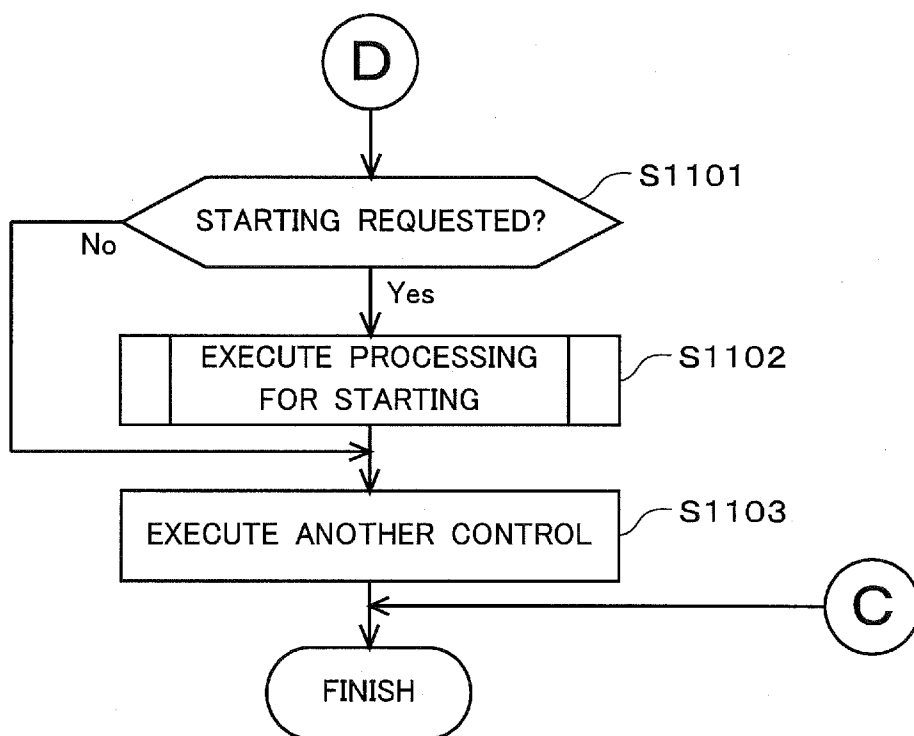 D
S1101
STARTING REQUESTED?
No
Yes
EXECUTE PROCESSING
FOR STARTING
S1102
EXECUTE ANOTHER CONTROL
S1103
C
FINISH